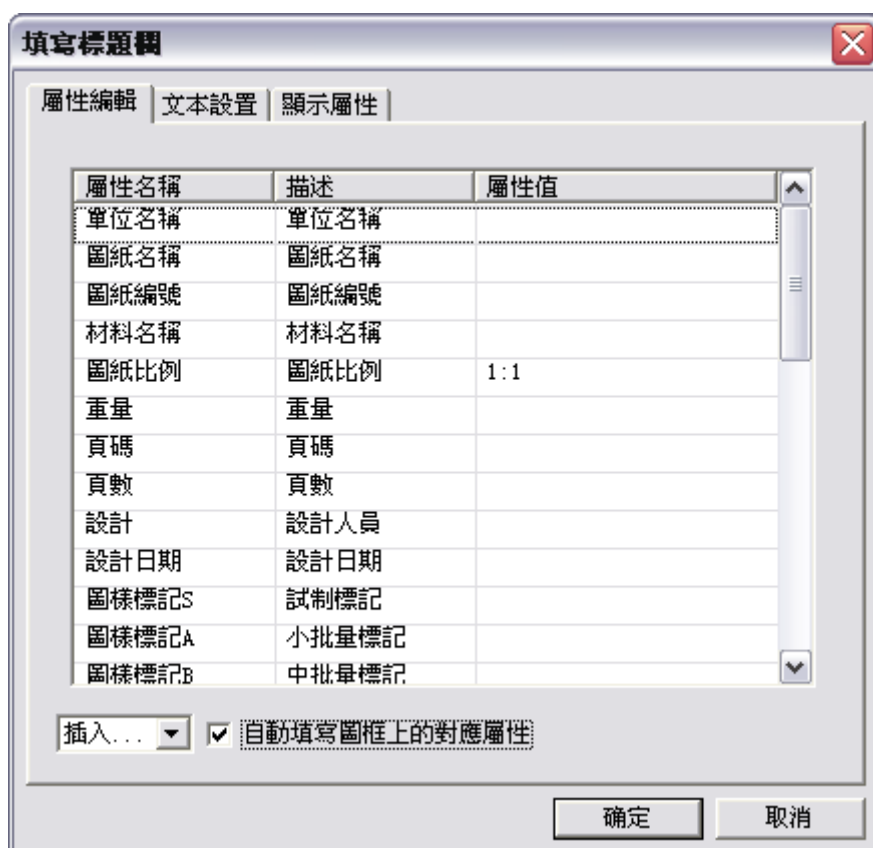 填寫標題欄
屬性編輯 文本設置 顯示屬性
屬性名稱 描述 屬性值
單位名稱 單位名稱
圖紙名稱 圖紙名稱
圖紙編號 圖紙編號
材料名稱 材料名稱
圖紙比例 圖紙比例 1:1
重量 重量
頁碼 頁碼
頁數 頁數
設計 設計人員
設計日期 設計日期
圖樣標記S 試制標記
圖樣標記A 小批量標記
圖樣標記B 中批量標記
插入... 自動填寫圖框上的對應屬性
确定 取消